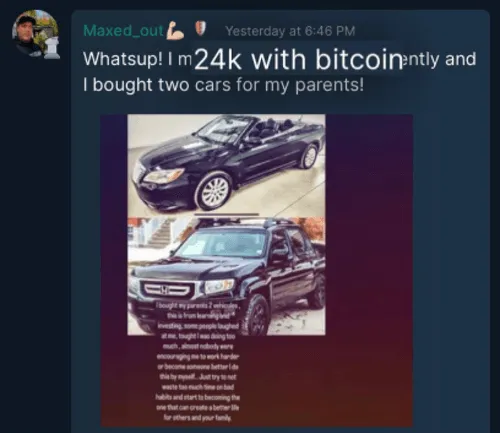 Maxed_out💪 Yesterday at 6:46 PM
Whatsup! I m 24k with bitcoin ently and
I bought two cars for my parents!
I bought my parents 2 vehicles,
this is from learning and
investing, some people laughed
at me, tought I was doing too
much, almost nobody were
encouraging me to work harder
or become someone better I do
this by myself. Just try to not
waste too much time on bad
habits and start to becoming the
one that can create a better life
for others and your family.